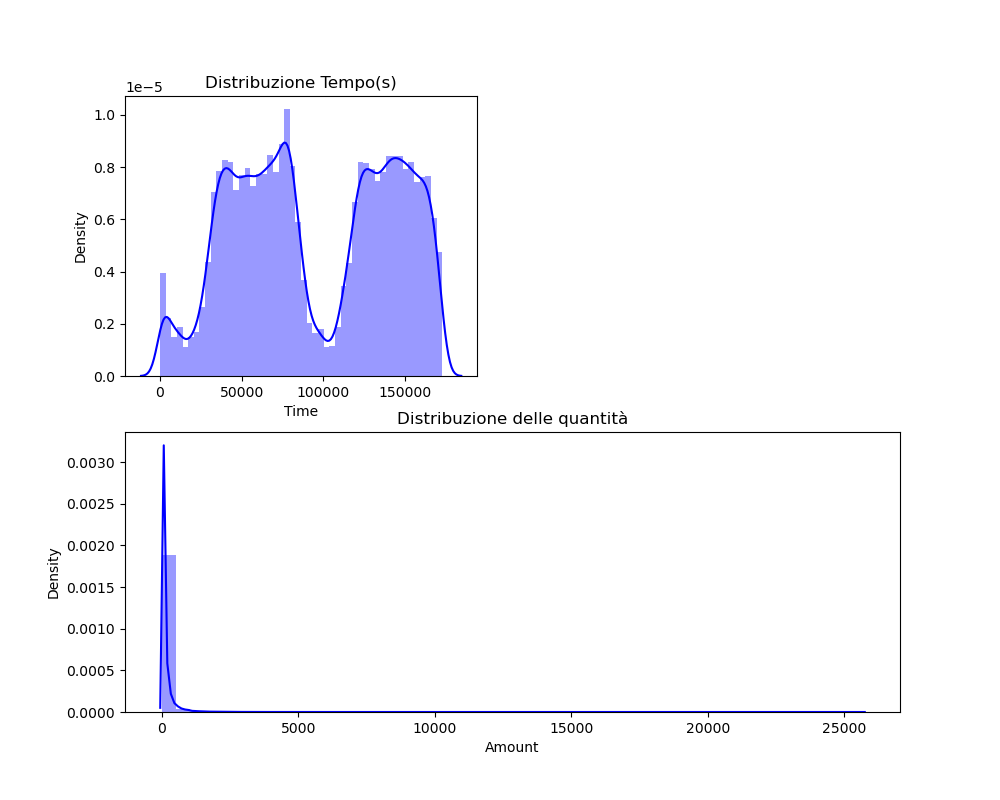 Distribuzione Tempo(s)
1e−5
1.0
0.8
0.6
0.4
0.2
0.0
Density
0 50000 100000 150000
Time
Distribuzione delle quantità
0.0030
0.0025
0.0020
0.0015
0.0010
0.0005
0.0000
Density
0 5000 10000 15000 20000 25000
Amount